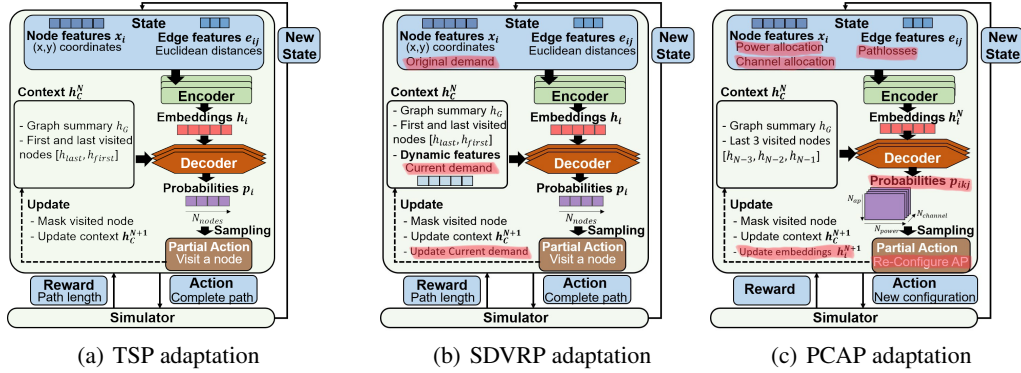 State
Node features x_i
(x,y) coordinates
Edge features e_ij
Euclidean distances
New
State
Encoder
Context h_C^N
Embeddings h_i
- Graph summary h_G
- First and last visited
nodes [h_last, h_first]
Decoder
Probabilities p_i
N_nodes
Update
Sampling
- Mask visited node
- Update context h_C^N+1
Partial Action
Visit a node
Reward
Path length
Action
Complete path
Simulator
(a) TSP adaptation
State
Node features x_i
(x,y) coordinates
Original demand
Edge features e_ij
Euclidean distances
New
State
Encoder
Context h_C^N
Embeddings h_i
- Graph summary h_G
- First and last visited
nodes [h_last, h_first]
- Dynamic features
Current demand
Decoder
Probabilities p_i
N_nodes
Update
Sampling
- Mask visited node
- Update context h_C^N+1
- Update Current demand
Partial Action
Visit a node
Reward
Path length
Action
Complete path
Simulator
(b) SDVRP adaptation
State
Node features x_i
Power allocation
Channel allocation
Edge features e_ij
Pathlosses
New
State
Encoder
Context h_C^N
Embeddings h_i^N
- Graph summary h_G
- Last 3 visited nodes
[h_N-3, h_N-2, h_N-1]
Decoder
Probabilities p_ikj
N_ap
N_channel
N_power
Update
Sampling
- Mask visited node
- Update context h_C^N+1
- Update embeddings h_i^N+1
Partial Action
Re-Configure AP
Reward
Action
New configuration
Simulator
(c) PCAP adaptation